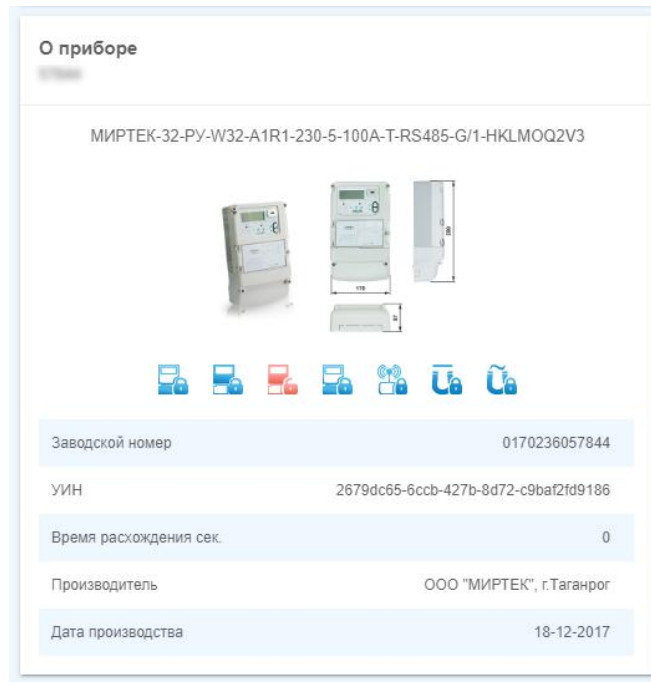 О приборе
МИРТЕК-32-РУ-W32-A1R1-230-5-100A-T-RS485-G/1-HKLMOQ2V3
Заводской номер 0170236057844
УИН 2679dc65-6ccb-427b-8d72-c9baf2fd9186
Время расхождения сек. 0
Производитель ООО "МИРТЕК", г.Таганрог
Дата производства 18-12-2017